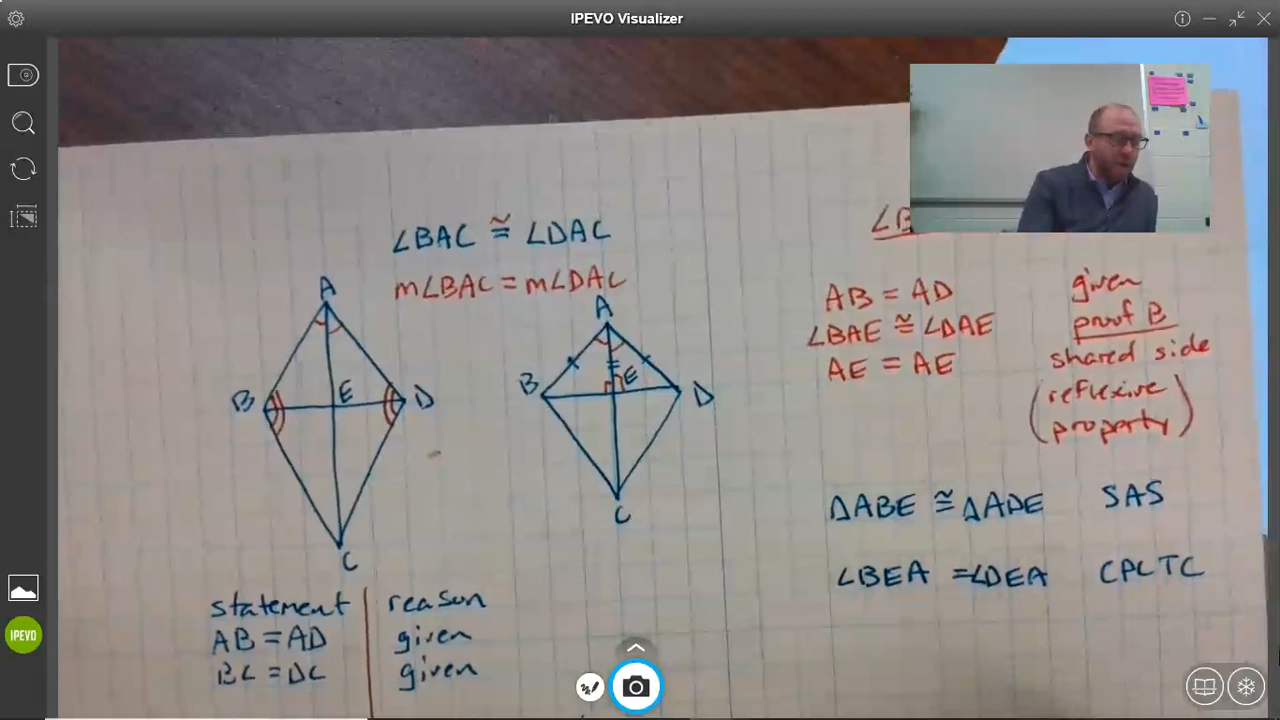 IPEVO Visualizer
∠BAC ≅ ∠DAC
m∠BAC = m∠DAC
A
B
E
D
C
A
B
E
D
C
statement reason
AB = AD given
BC = DC given
∠B
AB = AD given
∠BAE ≅ ∠DAE proof B
AE = AE shared side
(reflexive
property)
△ABE ≅ △ADE SAS
∠BEA =∠DEA CPCTC
IPEVO